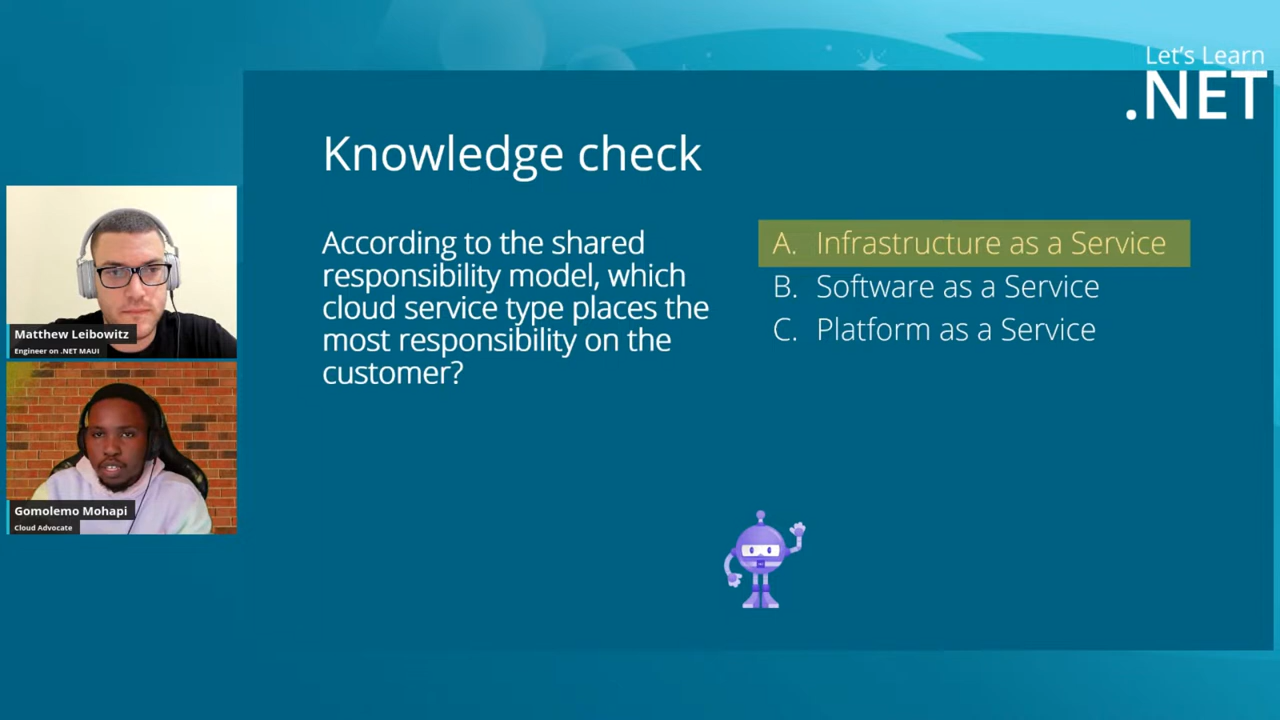 Let's Learn
.NET
Knowledge check
According to the shared
responsibility model, which
cloud service type places the
most responsibility on the
customer?
A. Infrastructure as a Service
B. Software as a Service
C. Platform as a Service
Matthew Leibowitz
Engineer on .NET MAUI
Gomolemo Mohapi
Cloud Advocate